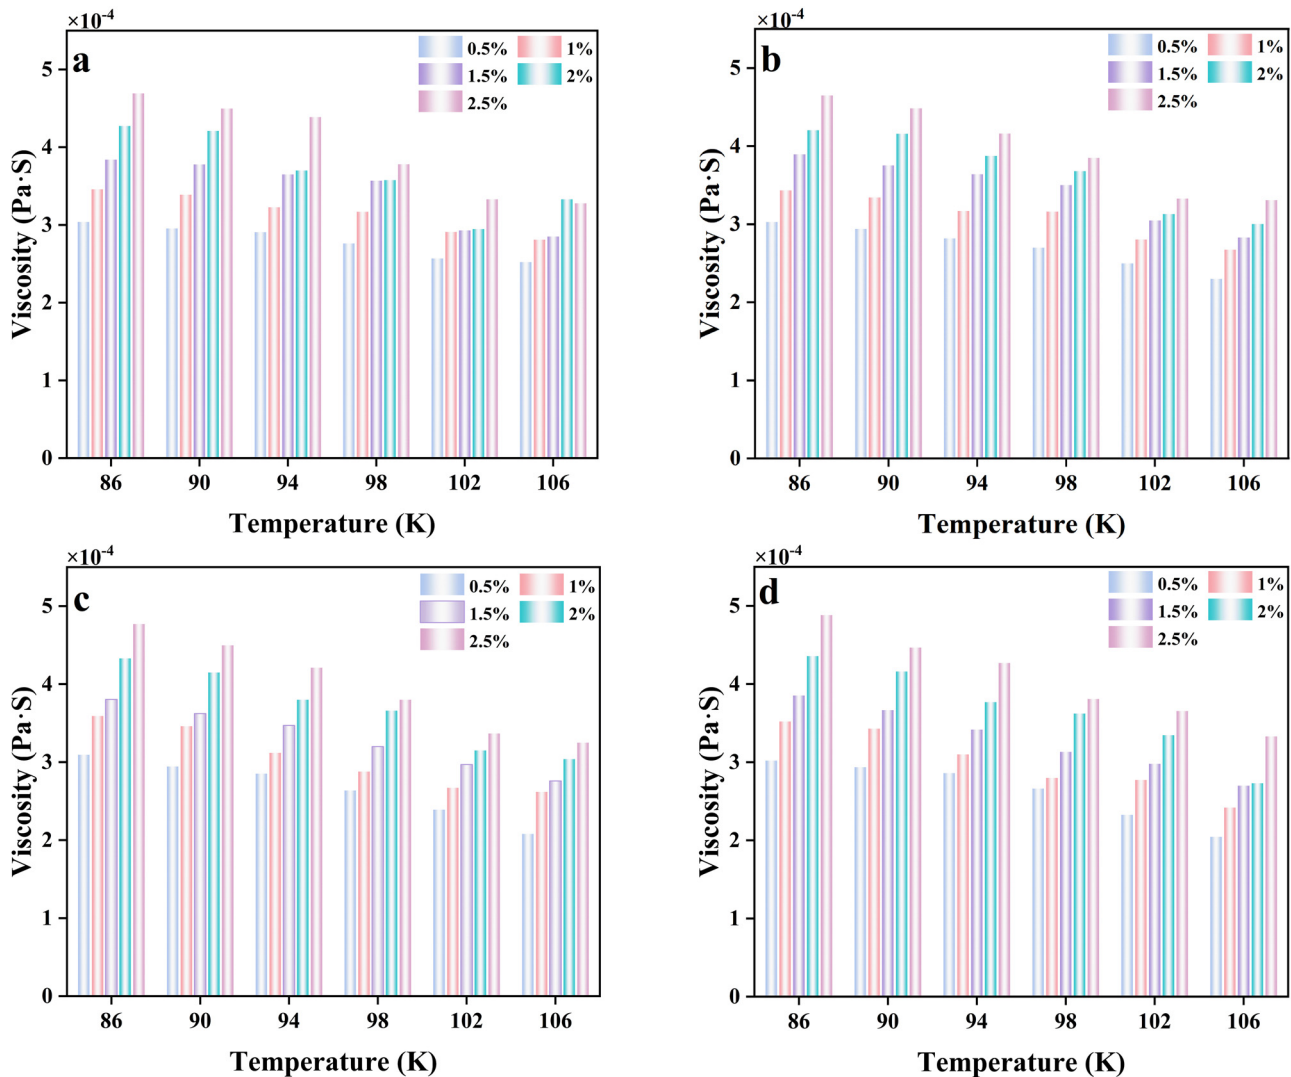 ×10⁻⁴
a
0.5% 1%
1.5% 2%
2.5%
5
4
3
2
1
0
Viscosity (Pa·S)
86 90 94 98 102 106
Temperature (K)
×10⁻⁴
b
0.5% 1%
1.5% 2%
2.5%
5
4
3
2
1
0
Viscosity (Pa·S)
86 90 94 98 102 106
Temperature (K)
×10⁻⁴
c
0.5% 1%
1.5% 2%
2.5%
5
4
3
2
1
0
Viscosity (Pa·S)
86 90 94 98 102 106
Temperature (K)
×10⁻⁴
d
0.5% 1%
1.5% 2%
2.5%
5
4
3
2
1
0
Viscosity (Pa·S)
86 90 94 98 102 106
Temperature (K)